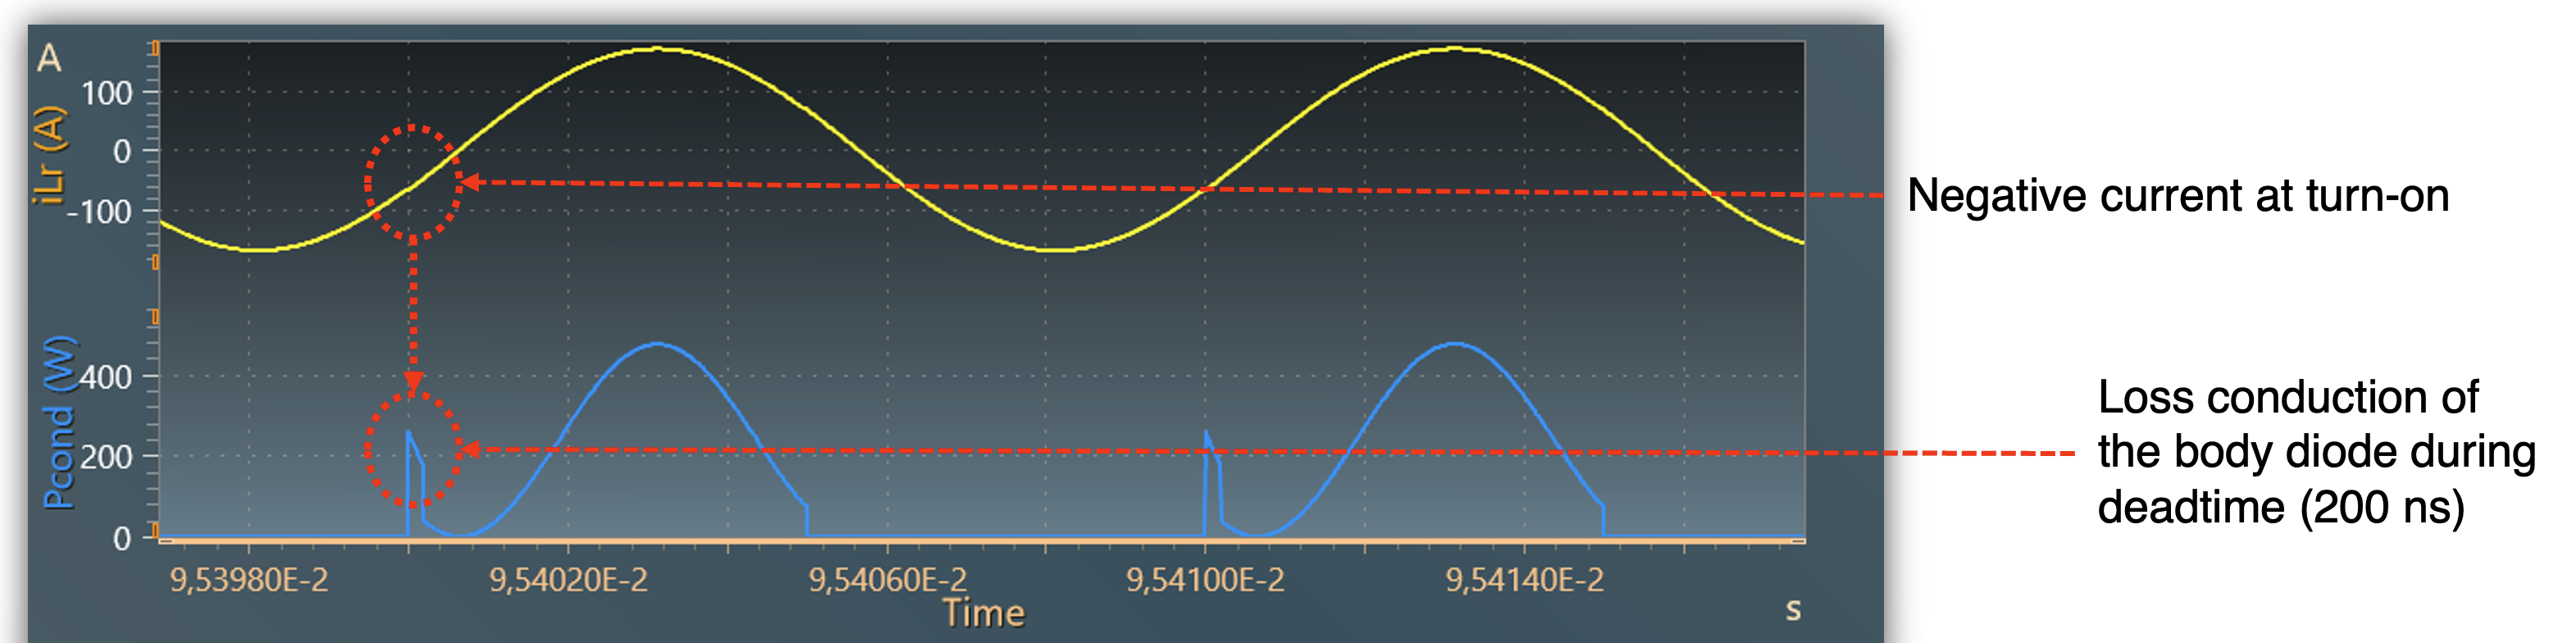 A
iLr (A)
100
0
-100
Negative current at turn-on
Pcond (W)
400
200
0
Loss conduction of
the body diode during
deadtime (200 ns)
9,53980E-2 9,54020E-2 9,54060E-2 9,54100E-2 9,54140E-2
Time s